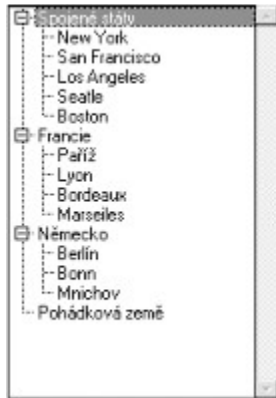 Spojené státy
New York
San Francisco
Los Angeles
Seatle
Boston
Francie
Paříž
Lyon
Bordeaux
Marseiles
Německo
Berlín
Bonn
Mnichov
Pohádková země